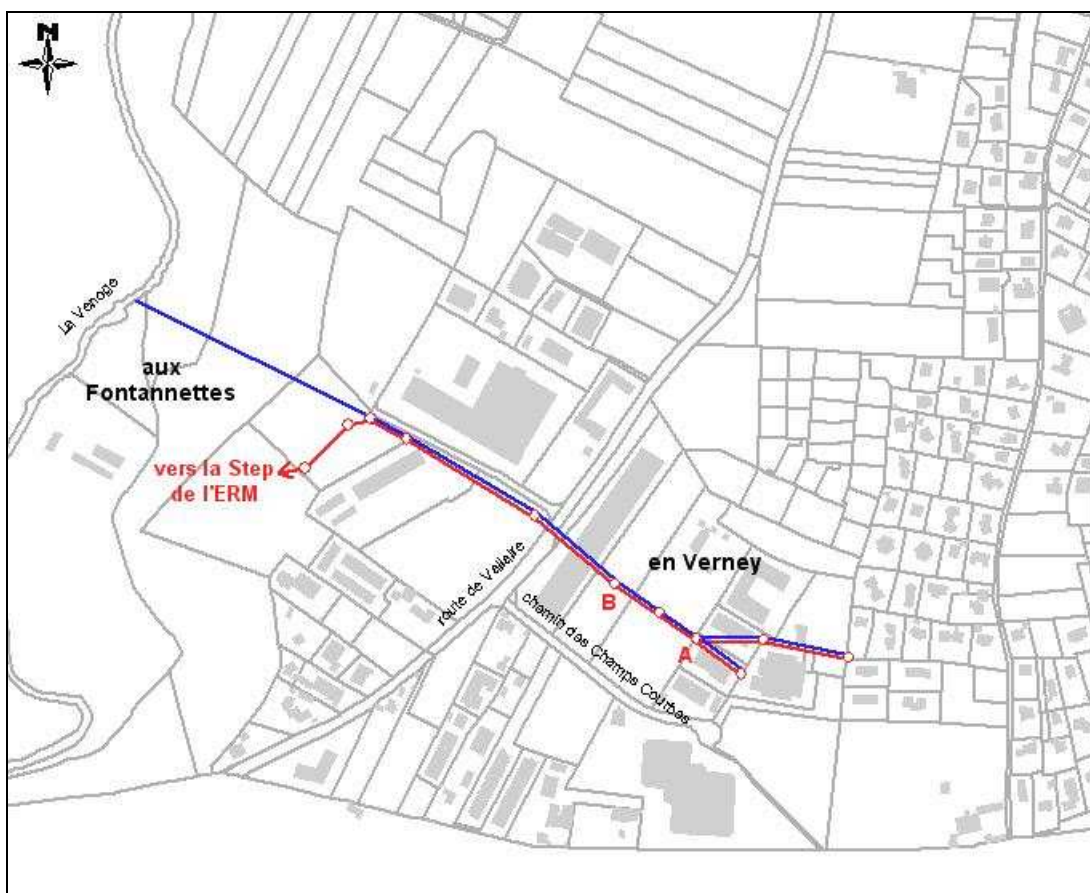 N
La Venoge
aux
Fontannettes
vers la Step
de l'ERM
route de Vallaire
en Verney
B
chemin des Champs Courbes
A